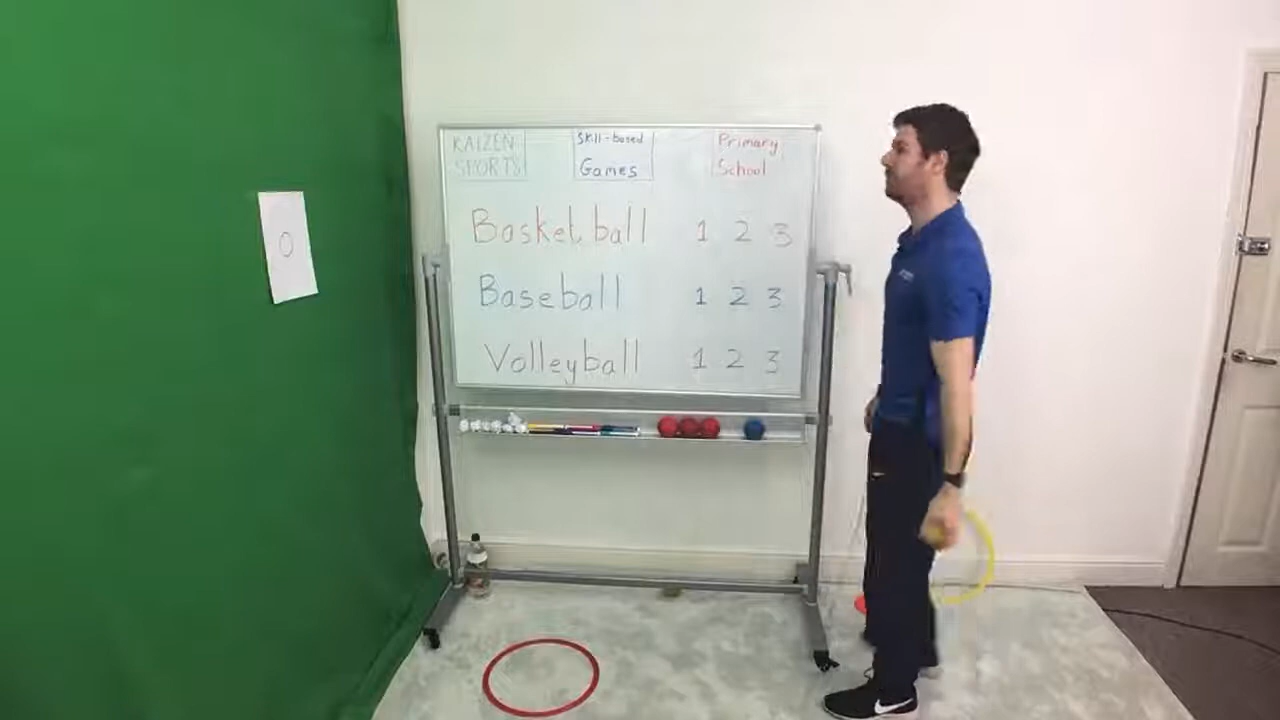 KAIZEN
SPORTS
Skill-based
Games
Primary
School
Basketball 1 2 3
Baseball 1 2 3
Volleyball 1 2 3
0